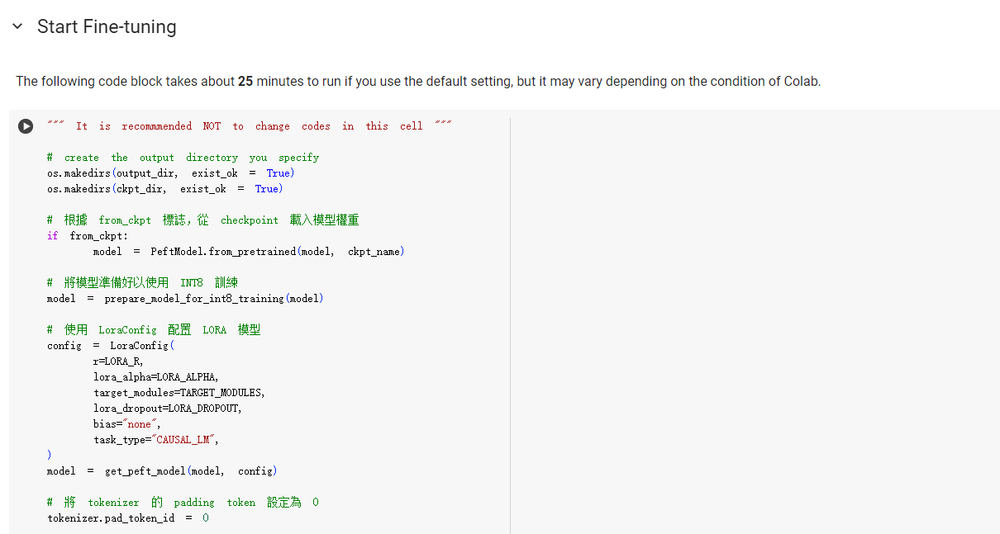 Start Fine-tuning
The following code block takes about 25 minutes to run if you use the default setting, but it may vary depending on the condition of Colab.
""" It is recommmended NOT to change codes in this cell """
# create the output directory you specify
os.makedirs(output_dir, exist_ok = True)
os.makedirs(ckpt_dir, exist_ok = True)
# 根據 from_ckpt 標誌，從 checkpoint 載入模型權重
if from_ckpt:
model = PeftModel.from_pretrained(model, ckpt_name)
# 將模型準備好以使用 INT8 訓練
model = prepare_model_for_int8_training(model)
# 使用 LoraConfig 配置 LORA 模型
config = LoraConfig(
r=LORA_R,
lora_alpha=LORA_ALPHA,
target_modules=TARGET_MODULES,
lora_dropout=LORA_DROPOUT,
bias="none",
task_type="CAUSAL_LM",
)
model = get_peft_model(model, config)
# 將 tokenizer 的 padding token 設定為 0
tokenizer.pad_token_id = 0